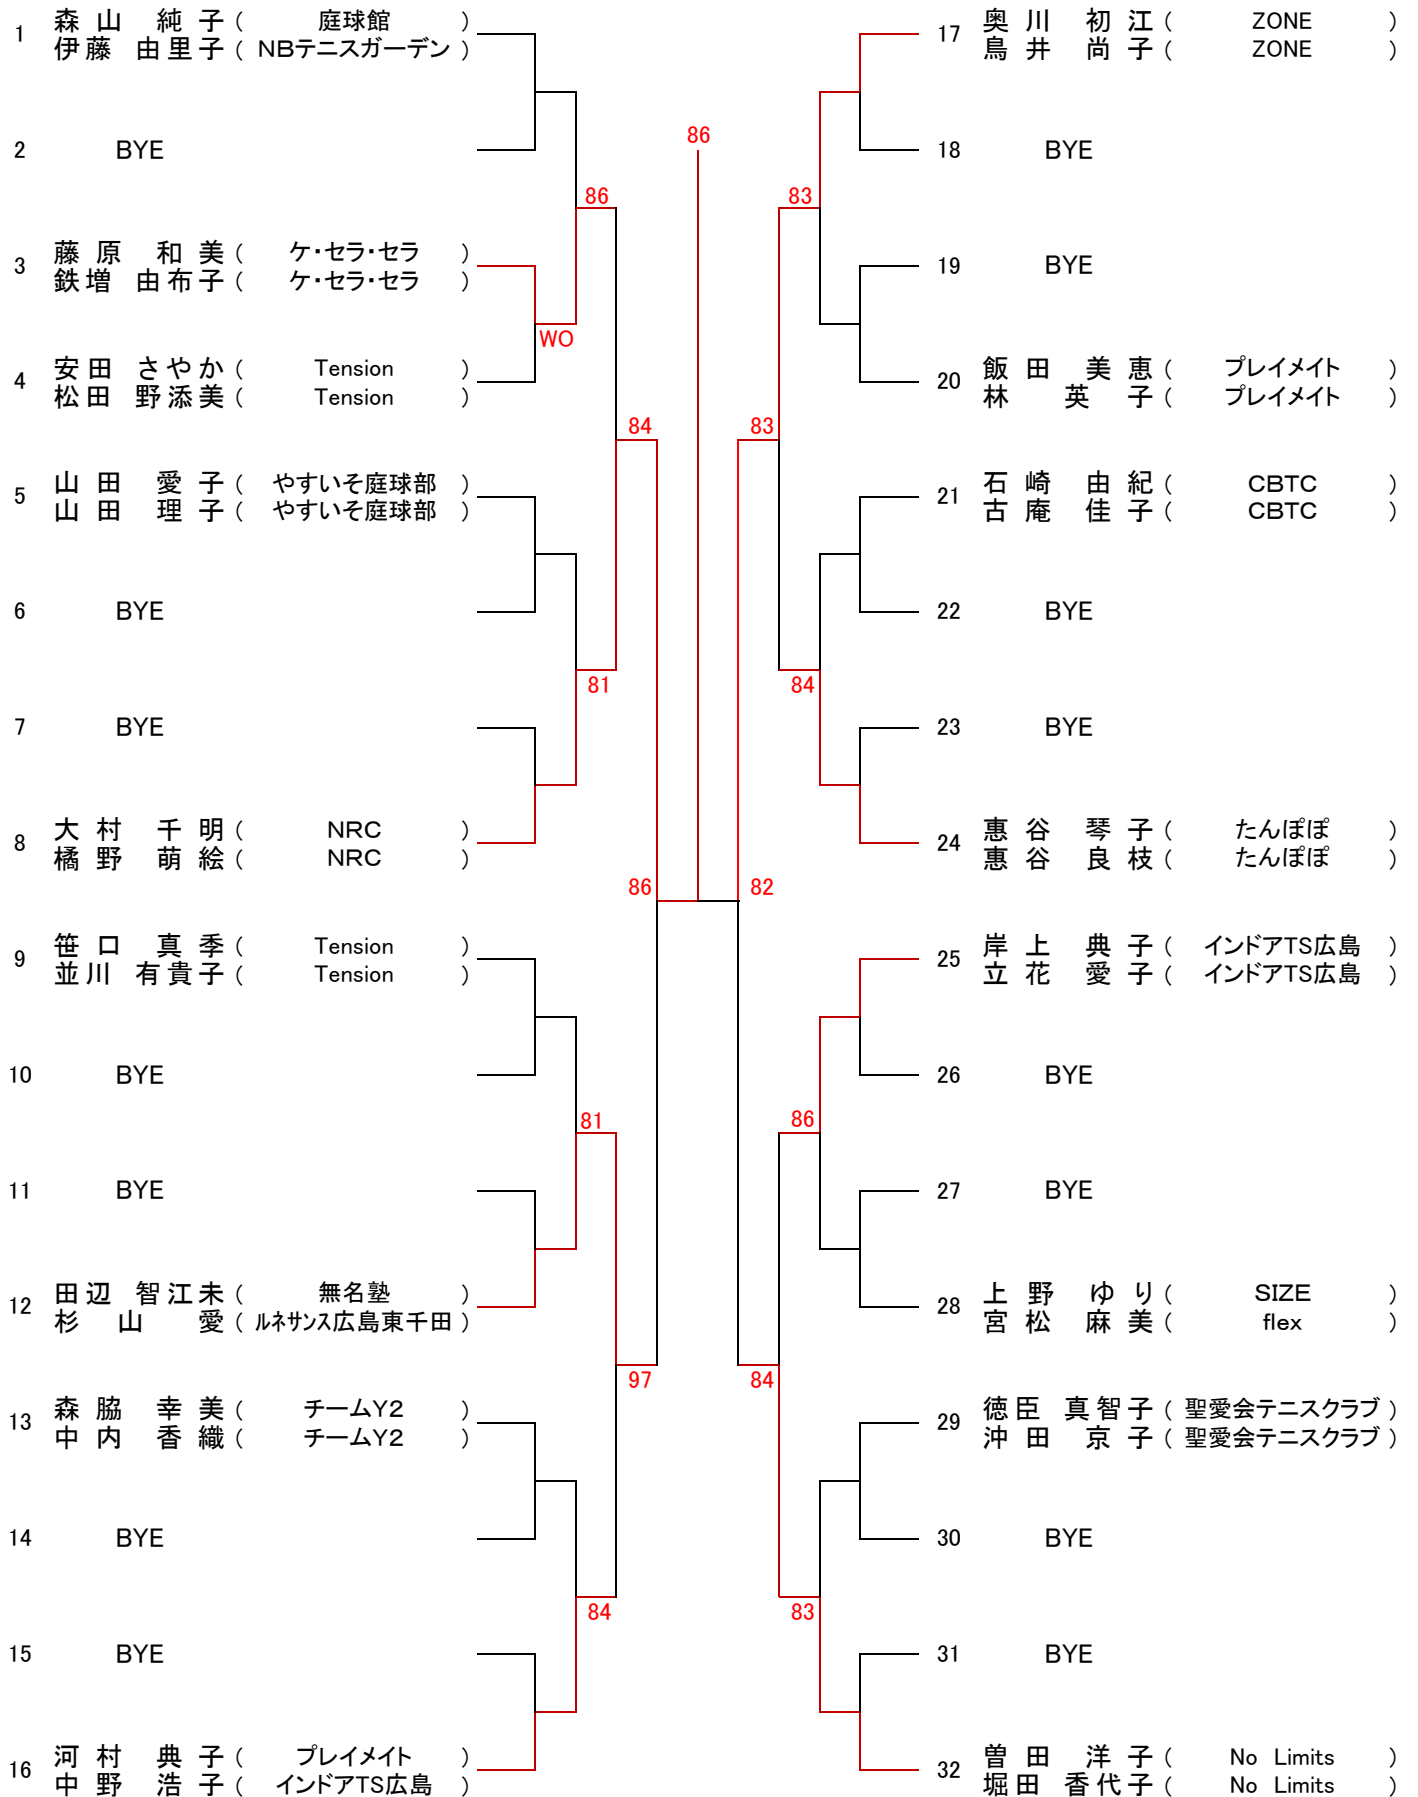 1 森山 純子 ( 庭球館 )
伊藤 由里子 ( NBテニスガーデン )
2 BYE
3 藤原 和美 ( ケ・セラ・セラ )
鉄増 由布子 ( ケ・セラ・セラ )
4 安田 さやか ( Tension )
松田 野添美 ( Tension )
5 山田 愛子 ( やすいそ庭球部 )
山田 理子 ( やすいそ庭球部 )
6 BYE
7 BYE
8 大村 千明 ( NRC )
橘野 萌絵 ( NRC )
9 笹口 真季 ( Tension )
並川 有貴子 ( Tension )
10 BYE
11 BYE
12 田辺 智江未 ( 無名塾 )
杉山 愛 ( ルネサンス広島東千田 )
13 森脇 幸美 ( チームY2 )
中内 香織 ( チームY2 )
14 BYE
15 BYE
16 河村 典子 ( プレイメイト )
中野 浩子 ( インドアTS広島 )
WO
86
81
81
84
84
97
86
86
82
83
84
83
84
86
83
17 奥川 初江 ( ZONE )
鳥井 尚子 ( ZONE )
18 BYE
19 BYE
20 飯田 美恵 ( プレイメイト )
林 英子 ( プレイメイト )
21 石崎 由紀 ( CBTC )
古庵 佳子 ( CBTC )
22 BYE
23 BYE
24 惠谷 琴子 ( たんぽぽ )
惠谷 良枝 ( たんぽぽ )
25 岸上 典子 ( インドアTS広島 )
立花 愛子 ( インドアTS広島 )
26 BYE
27 BYE
28 上野 ゆり ( SIZE )
宮松 麻美 ( flex )
29 徳臣 真智子 ( 聖愛会テニスクラブ )
沖田 京子 ( 聖愛会テニスクラブ )
30 BYE
31 BYE
32 曽田 洋子 ( No Limits )
堀田 香代子 ( No Limits )